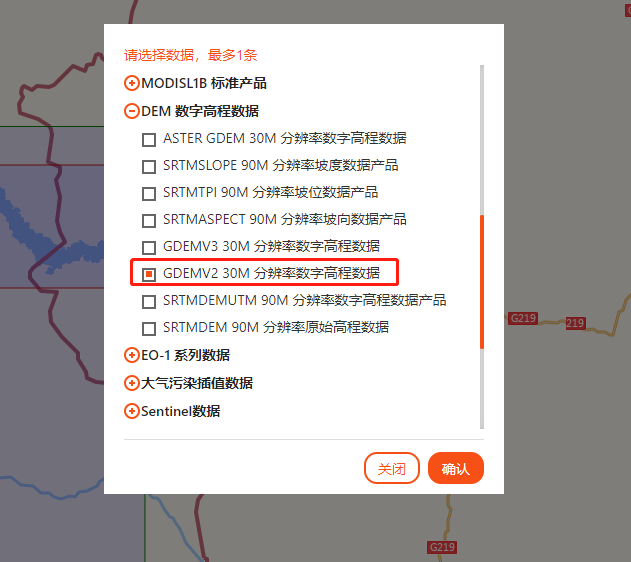 请选择数据，最多1条
MODISL1B 标准产品
DEM 数字高程数据
ASTER GDEM 30M 分辨率数字高程数据
SRTMSLOPE 90M 分辨率坡度数据产品
SRTMTPI 90M 分辨率坡位数据产品
SRTMASPECT 90M 分辨率坡向数据产品
GDEMV3 30M 分辨率数字高程数据
GDEMV2 30M 分辨率数字高程数据
SRTMDEMUTM 90M 分辨率数字高程数据产品
SRTMDEM 90M 分辨率原始高程数据
G219
219
EO-1 系列数据
大气污染插值数据
Sentinel数据
关闭
确认
G219